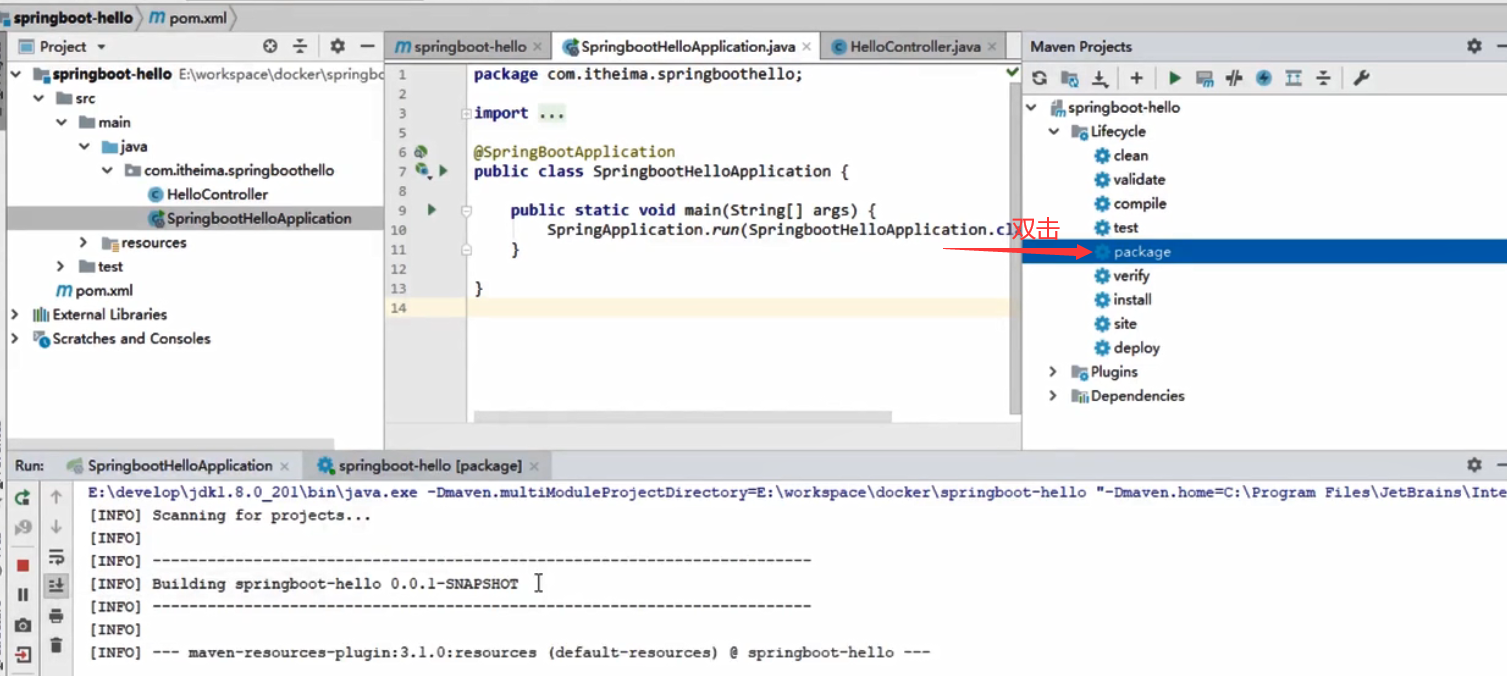 springboot-hello pom.xml
Project
springboot-hello E:\workspace\docker\springbo
src
main
java
com.itheima.springboothello
HelloController
SpringbootHelloApplication
resources
test
pom.xml
External Libraries
Scratches and Consoles
springboot-hello
SpringbootHelloApplication.java
HelloController.java
1 package com.itheima.springboothello;
2
3 import ...
5
6 @SpringBootApplication
7 public class SpringbootHelloApplication {
8
9 public static void main(String[] args) {
10 SpringApplication.run(SpringbootHelloApplication.cl
11 }
12
13 }
14
双击
Maven Projects
springboot-hello
Lifecycle
clean
validate
compile
test
package
verify
install
site
deploy
Plugins
Dependencies
Run: SpringbootHelloApplication springboot-hello [package]
E:\develop\jdk1.8.0_201\bin\java.exe -Dmaven.multiModuleProjectDirectory=E:\workspace\docker\springboot-hello "-Dmaven.home=C:\Program Files\JetBrains\Inte
[INFO] Scanning for projects...
[INFO]
[INFO] ------------------------------------------------------------------------
[INFO] Building springboot-hello 0.0.1-SNAPSHOT
[INFO] ------------------------------------------------------------------------
[INFO]
[INFO] --- maven-resources-plugin:3.1.0:resources (default-resources) @ springboot-hello ---